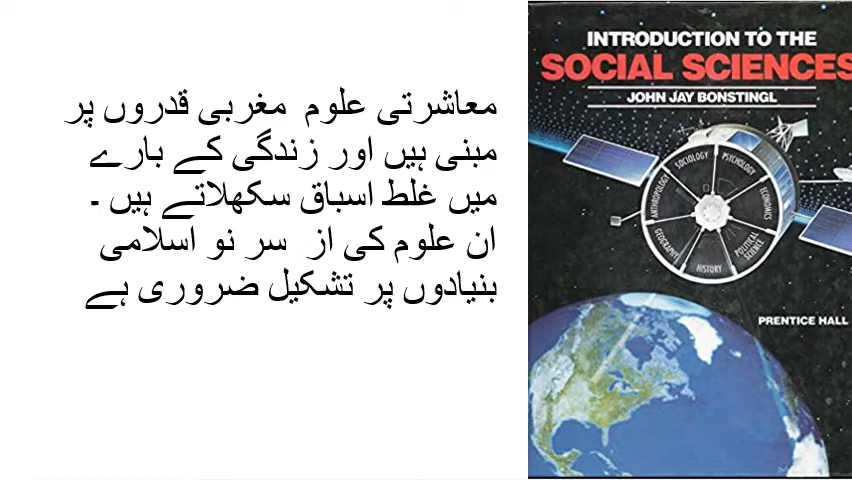 معاشرتی علوم مغربی قدروں پر
مبنی ہیں اور زندگی کے بارے
میں غلط اسباق سکھلاتے ہیں ۔
ان علوم کی از سر نو اسلامی
بنیادوں پر تشکیل ضروری ہے
INTRODUCTION TO THE
SOCIAL SCIENCES
JOHN JAY BONSTINGL
SOCIOLOGY
PSYCHOLOGY
ECONOMICS
POLITICAL
SCIENCE
HISTORY
GEOGRAPHY
ANTHROPOLOGY
PRENTICE HALL